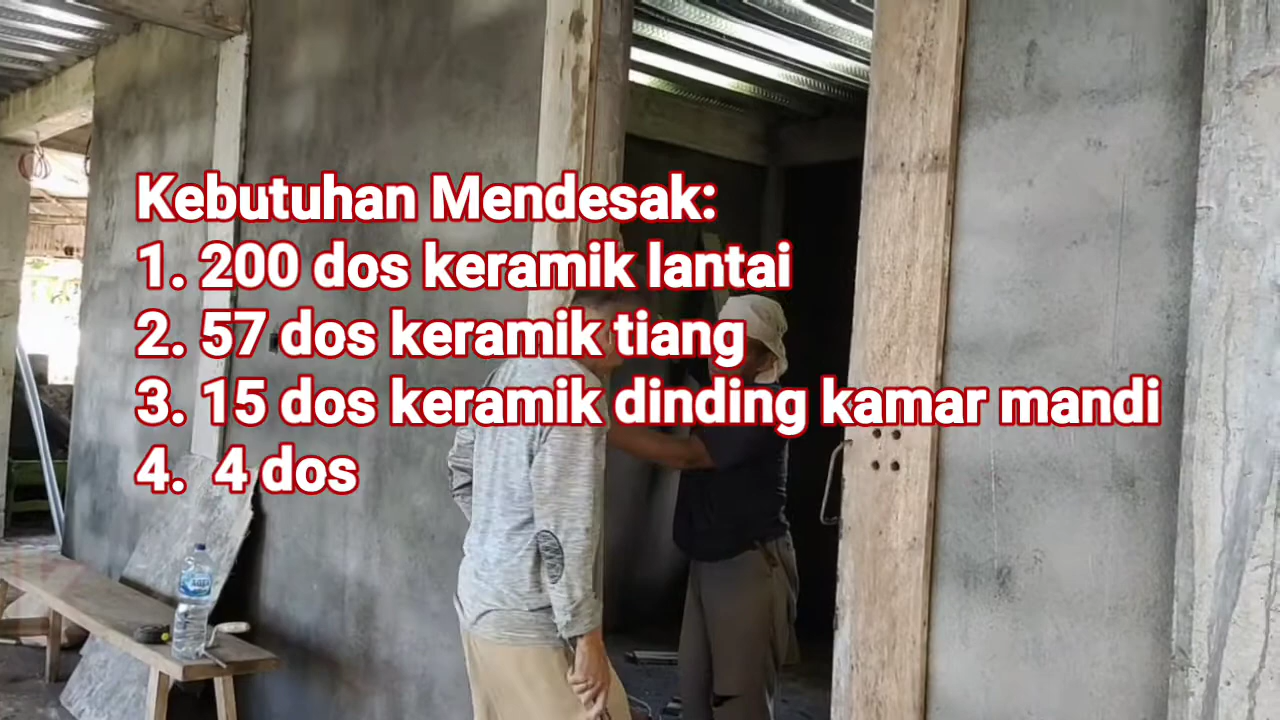 Kebutuhan Mendesak:
1. 200 dos keramik lantai
2. 57 dos keramik tiang
3. 15 dos keramik dinding kamar mandi
4. 4 dos